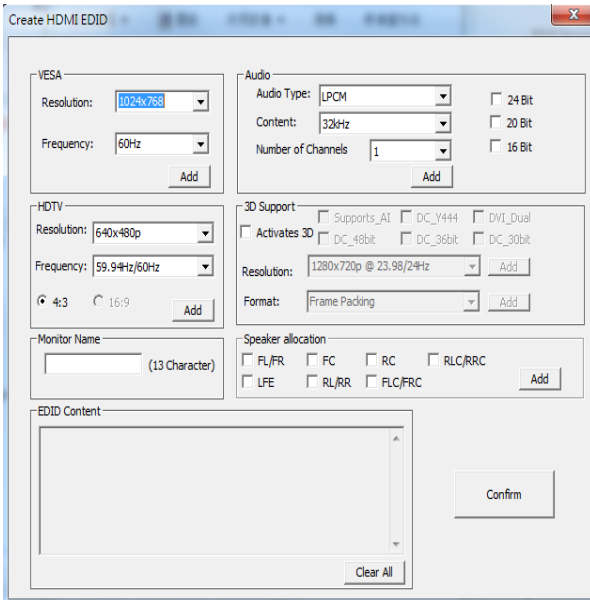 Create HDMI EDID
X
VESA
Resolution: 1024x768
Frequency: 60Hz
Add
Audio
Audio Type: LPCM
Content: 32kHz
Number of Channels 1
24 Bit
20 Bit
16 Bit
Add
HDTV
Resolution: 640x480p
Frequency: 59.94Hz/60Hz
4:3 16:9
Add
3D Support
Activates 3D
Supports_AI DC_Y444 DVI_Dual
DC_48bit DC_36bit DC_30bit
Resolution: 1280x720p @ 23.98/24Hz Add
Format: Frame Packing Add
Monitor Name
(13 Character)
Speaker allocation
FL/FR FC RC RLC/RRC
LFE RL/RR FLC/FRC
Add
EDID Content
Clear All
Confirm